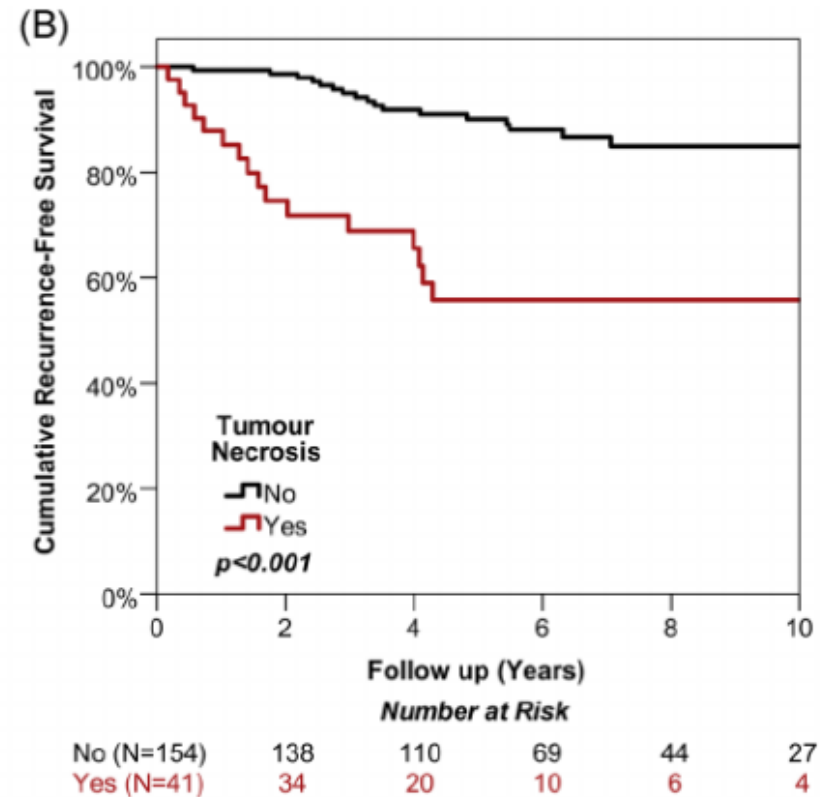 (B)
Cumulative Recurrence-Free Survival
100%
80%
60%
40%
20%
0%
Tumour
Necrosis
No
Yes
p<0.001
0 2 4 6 8 10
Follow up (Years)
Number at Risk
No (N=154) 138 110 69 44 27
Yes (N=41) 34 20 10 6 4